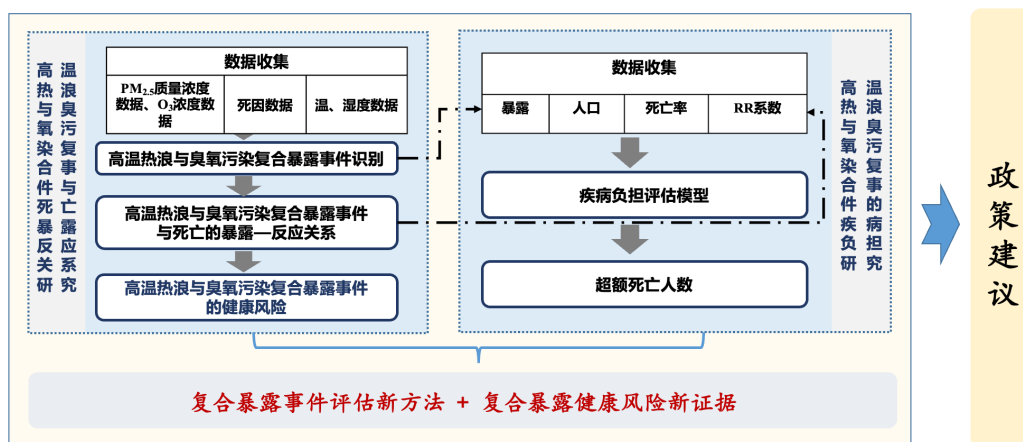 高温
热浪
与臭
氧污
染复
合事
件与
死亡
暴露
反应
关系
研究
数据收集
PM2.5质量浓度
数据、O3浓度数
据
死因数据
温、湿度数据
高温热浪与臭氧污染复合暴露事件识别
高温热浪与臭氧污染复合暴露事件
与死亡的暴露—反应关系
高温热浪与臭氧污染复合暴露事件
的健康风险
数据收集
暴露
人口
死亡率
RR系数
疾病负担评估模型
超额死亡人数
高温
热浪
与臭
氧污
染复
合事
件的
疾病
负担
研究
复合暴露事件评估新方法 + 复合暴露健康风险新证据
政策建议